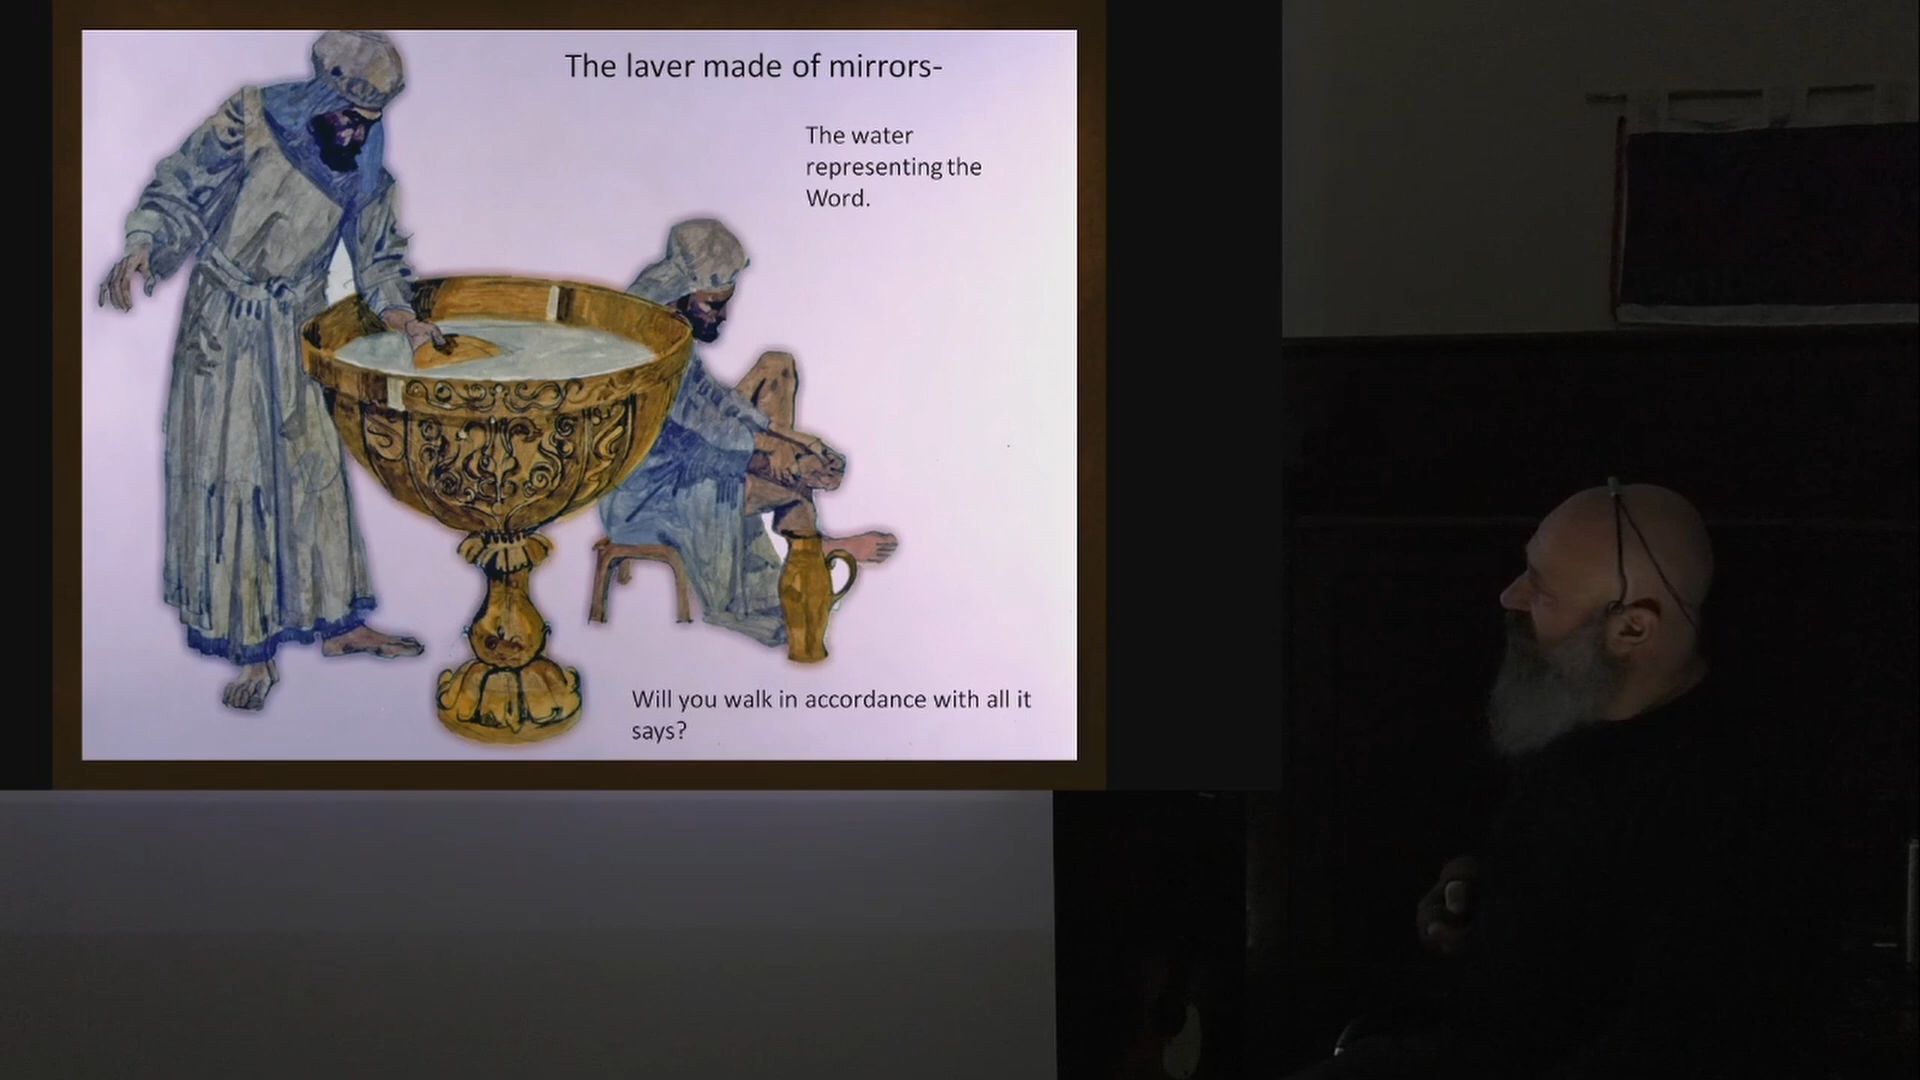 The laver made of mirrors-
The water
representing the
Word.
Will you walk in accordance with all it
says?